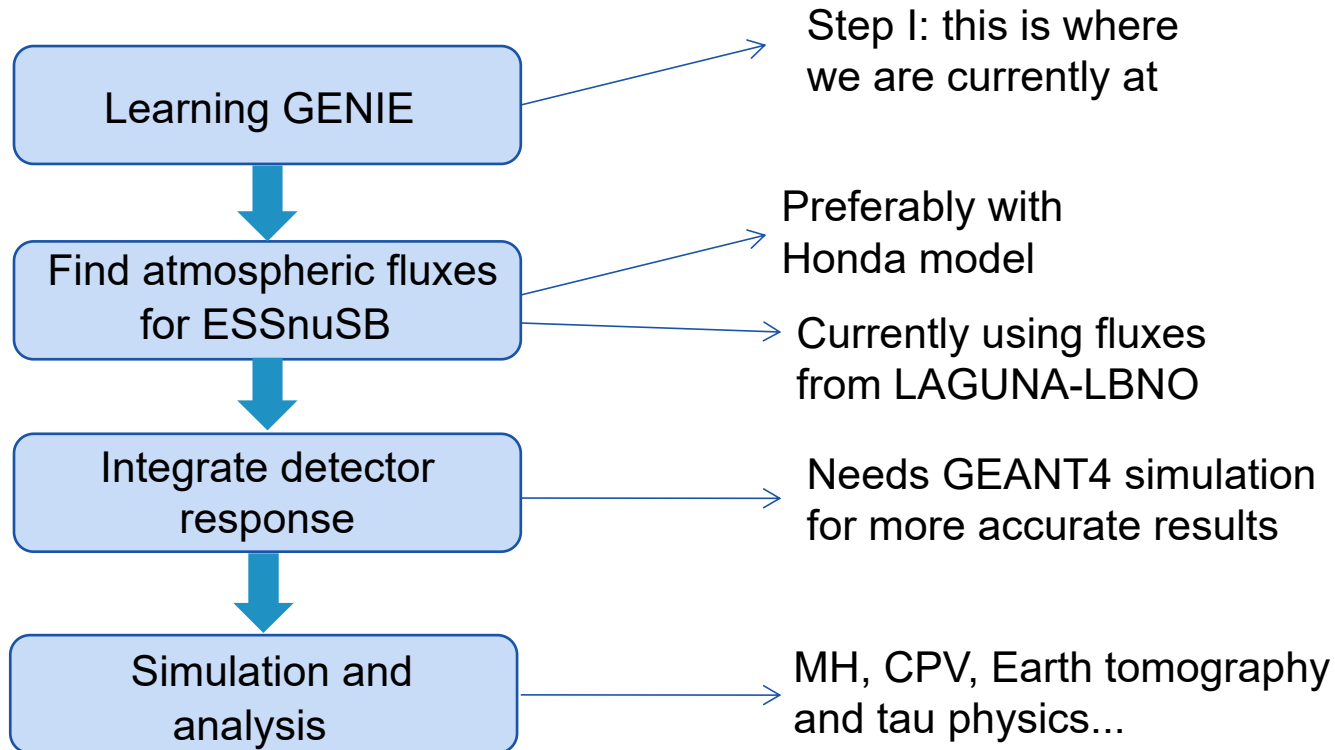 Learning GENIE
Step I: this is where
we are currently at
Find atmospheric fluxes
for ESSnuSB
Preferably with
Honda model
Currently using fluxes
from LAGUNA-LBNO
Integrate detector
response
Needs GEANT4 simulation
for more accurate results
Simulation and
analysis
MH, CPV, Earth tomography
and tau physics...